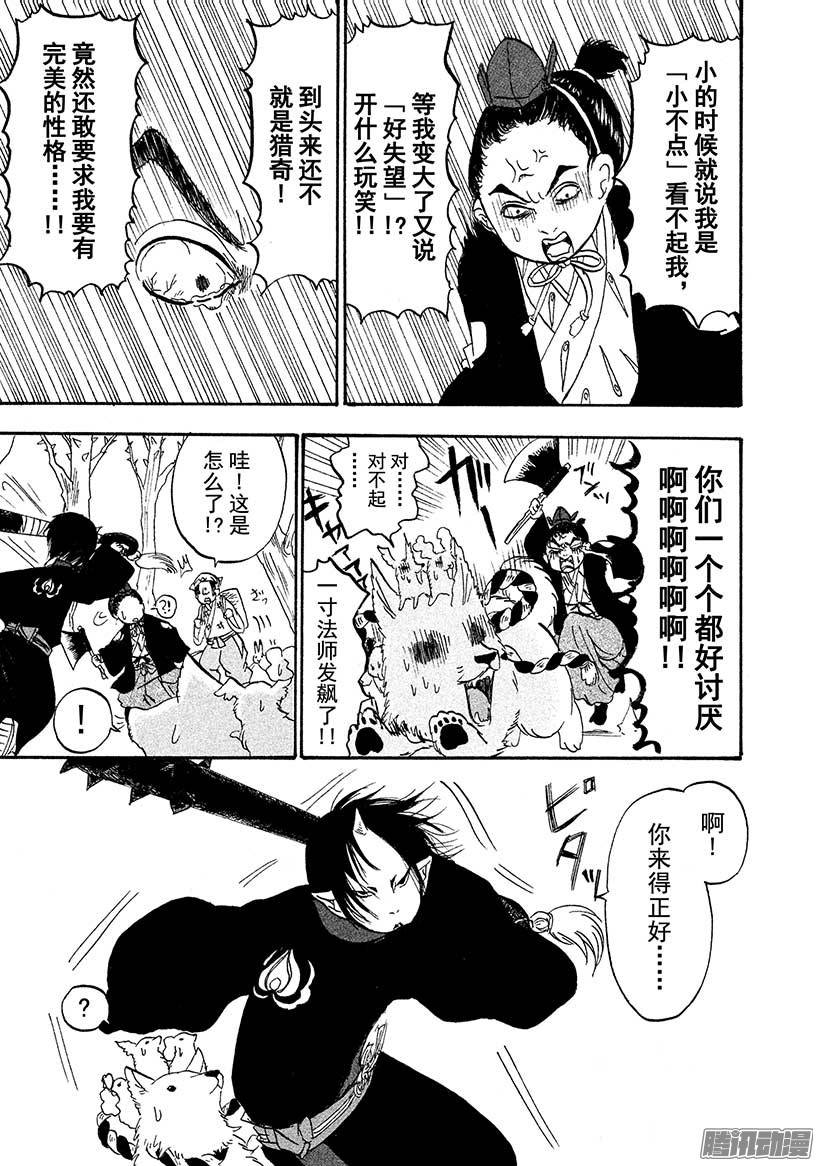 小的时候就说我是
「小不点」看不起我，
等我变大了又说
「好失望」!?
开什么玩笑!!
到头来还不
就是猎奇！
竟然还敢要求我要有
完美的性格……!!
你们一个个都好讨厌
啊啊啊啊啊啊!!
对……
对不起
一寸法师发飙了!!
哇！这是
怎么了!?
?!
！
啊！
你来得正好……
ピタッ
？
腾讯动漫